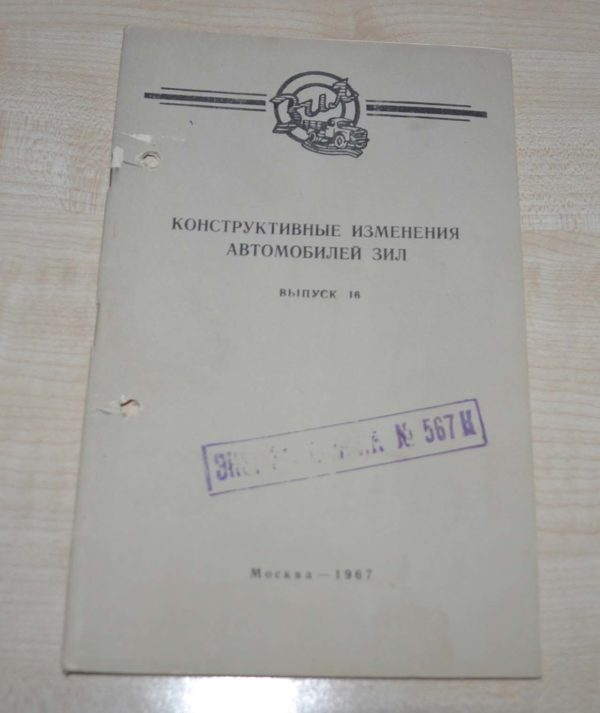 ЗИЛ
КОНСТРУКТИВНЫЕ ИЗМЕНЕНИЯ
АВТОМОБИЛЕЙ ЗИЛ
ВЫПУСК 16
№ 567 И
Москва — 1967